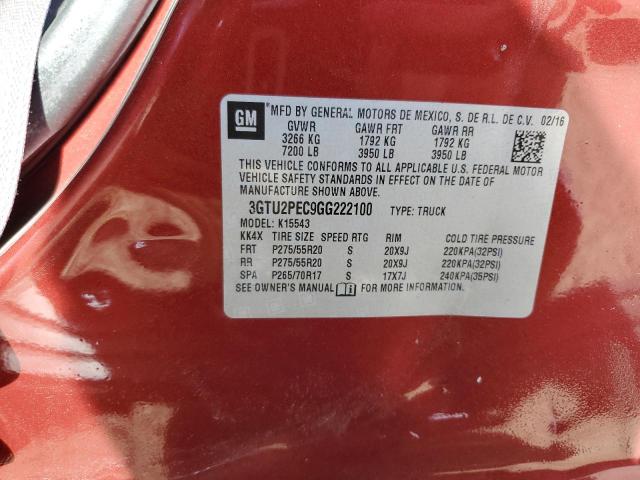 GM ® MFD BY GENERAL MOTORS DE MEXICO, S. DE R.L. DE C.V. 02/16
GVWR GAWR FRT GAWR RR
3266 KG 1792 KG 1792 KG
7200 LB 3950 LB 3950 LB
THIS VEHICLE CONFORMS TO ALL APPLICABLE U.S. FEDERAL MOTOR
VEHICLE SAFETY STANDARDS IN EFFECT ON THE DATE OF
MANUFACTURE SHOWN ABOVE.
3GTU2PEC9GG222100 TYPE: TRUCK
MODEL: K15543
KK4X TIRE SIZE SPEED RTG RIM COLD TIRE PRESSURE
FRT P275/55R20 S 20X9J 220KPA(32PSI)
RR P275/55R20 S 20X9J 220KPA(32PSI)
SPA P265/70R17 S 17X7J 240KPA(35PSI)
SEE OWNER'S MANUAL FOR MORE INFORMATION.